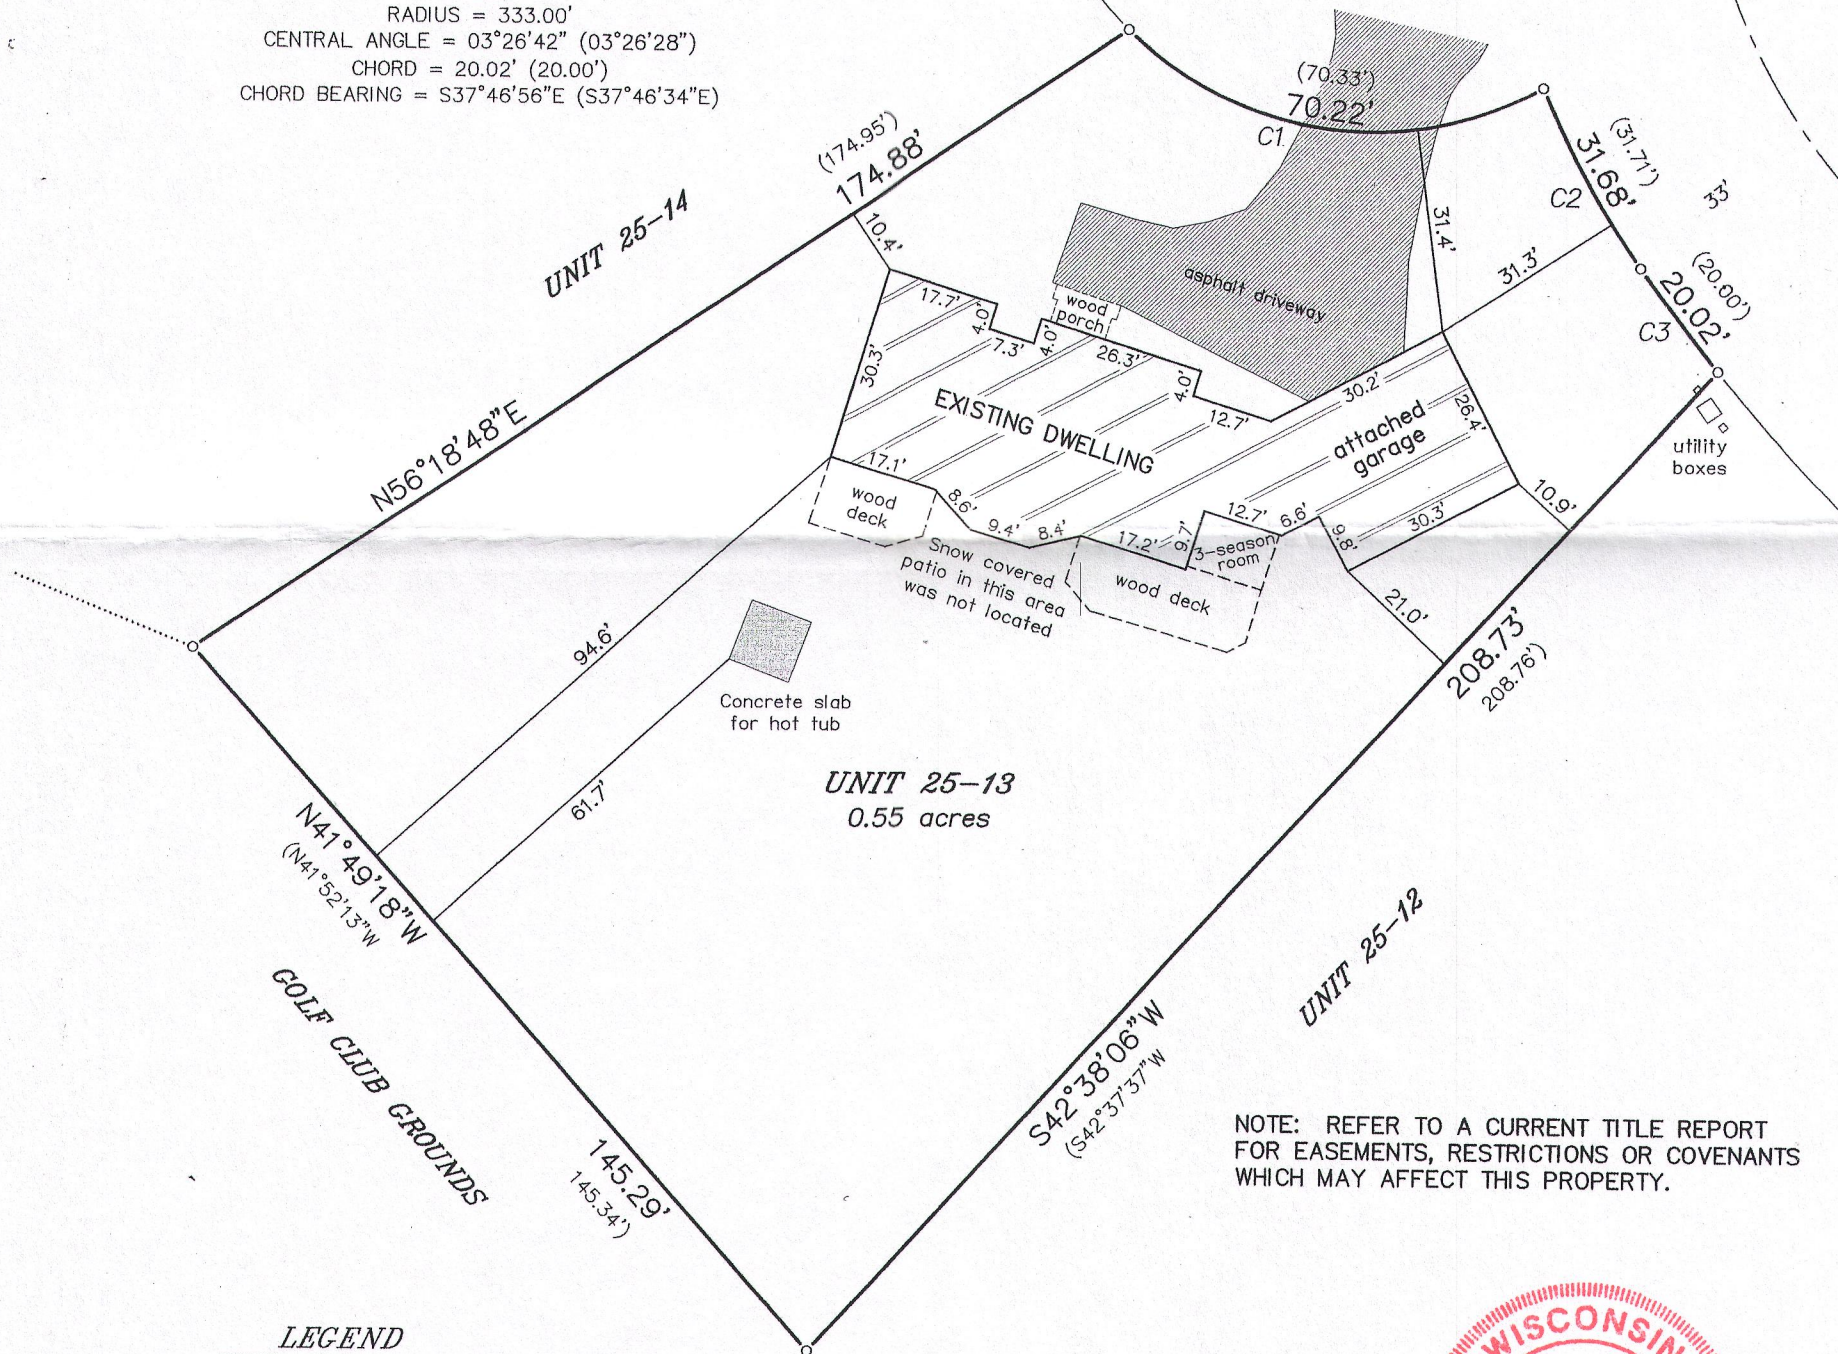 RADIUS = 333.00'
CENTRAL ANGLE = 03°26'42" (03°26'28")
CHORD = 20.02' (20.00')
CHORD BEARING = S37°46'56"E (S37°46'34"E)
(70.33')
70.22'
C1
(174.95')
174.88'
(31.71')
31.68'
C2
33'
UNIT 25-14
10.4'
31.4'
31.3'
(20.00')
20.02'
C3
asphalt driveway
wood
porch
17.7'
4.0'
7.3'
4.0'
26.3'
4.0'
12.7'
30.2'
30.3'
EXISTING DWELLING
attached
garage
26.4'
utility
boxes
N56°18'48"E
17.1'
wood
deck
8.6'
9.4'
8.4'
17.2'
9.7'
12.7'
6.6'
9.8'
30.3'
10.9'
3-season
room
Snow covered
patio in this area
was not located
wood deck
21.0'
94.6'
208.73'
208.76')
Concrete slab
for hot tub
61.7'
UNIT 25-13
0.55 acres
N41°49'18"W
(N41°52'13"W
UNIT 25-12
GOLF CLUB GROUNDS
S42°38'06"W
(S42°37'37"W
145.29'
145.34')
NOTE: REFER TO A CURRENT TITLE REPORT
FOR EASEMENTS, RESTRICTIONS OR COVENANTS
WHICH MAY AFFECT THIS PROPERTY.
LEGEND
WISCONSIN